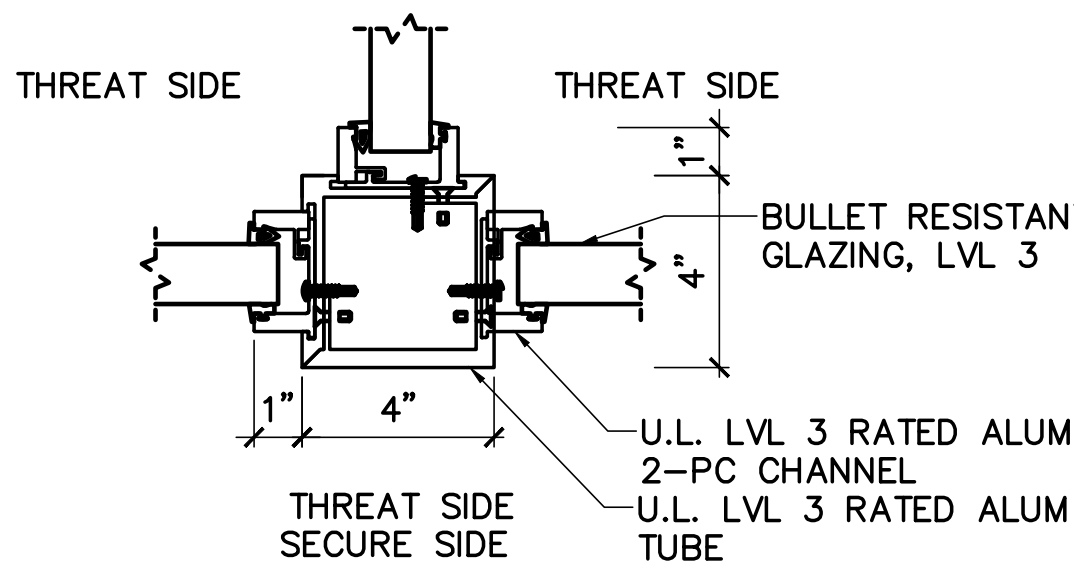 THREAT SIDE
THREAT SIDE
1"
BULLET RESISTAN
GLAZING, LVL 3
4"
1"
4"
U.L. LVL 3 RATED ALUM
2-PC CHANNEL
U.L. LVL 3 RATED ALUM
TUBE
THREAT SIDE
SECURE SIDE